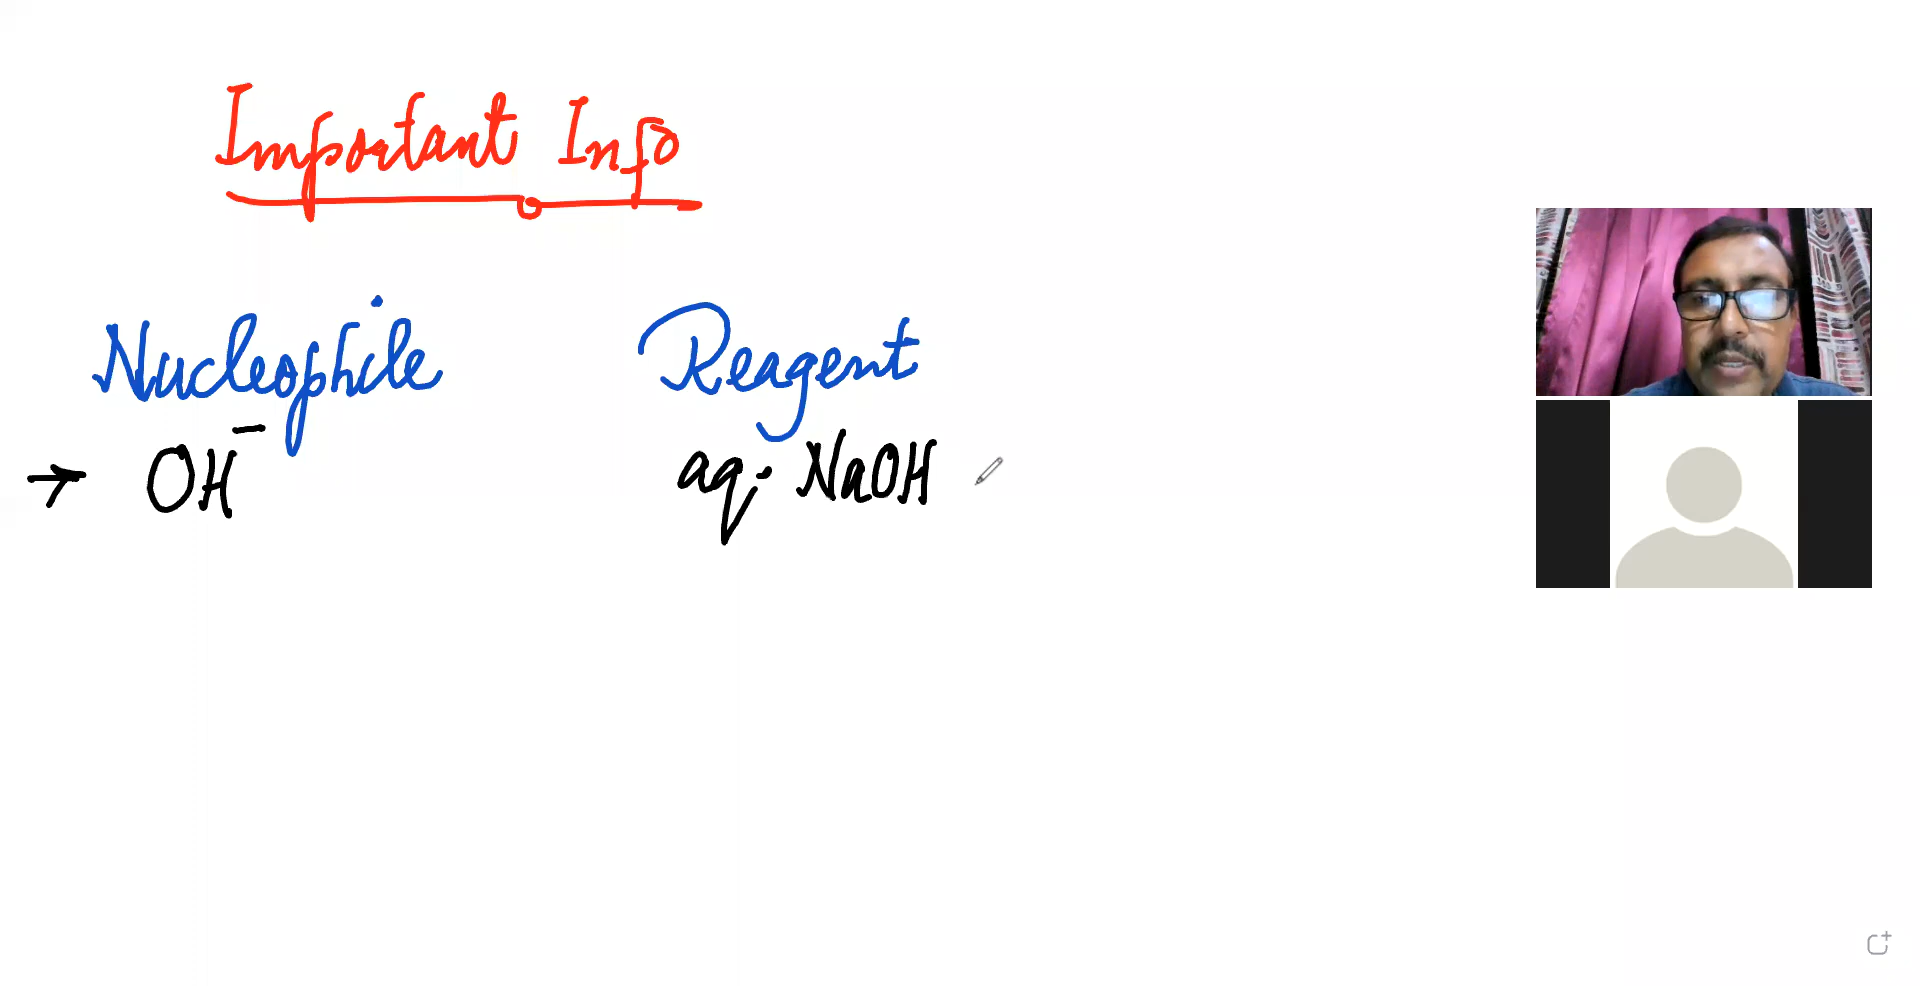 Important Info
Nucleophile Reagent
→ OH⁻ aq. NaOH